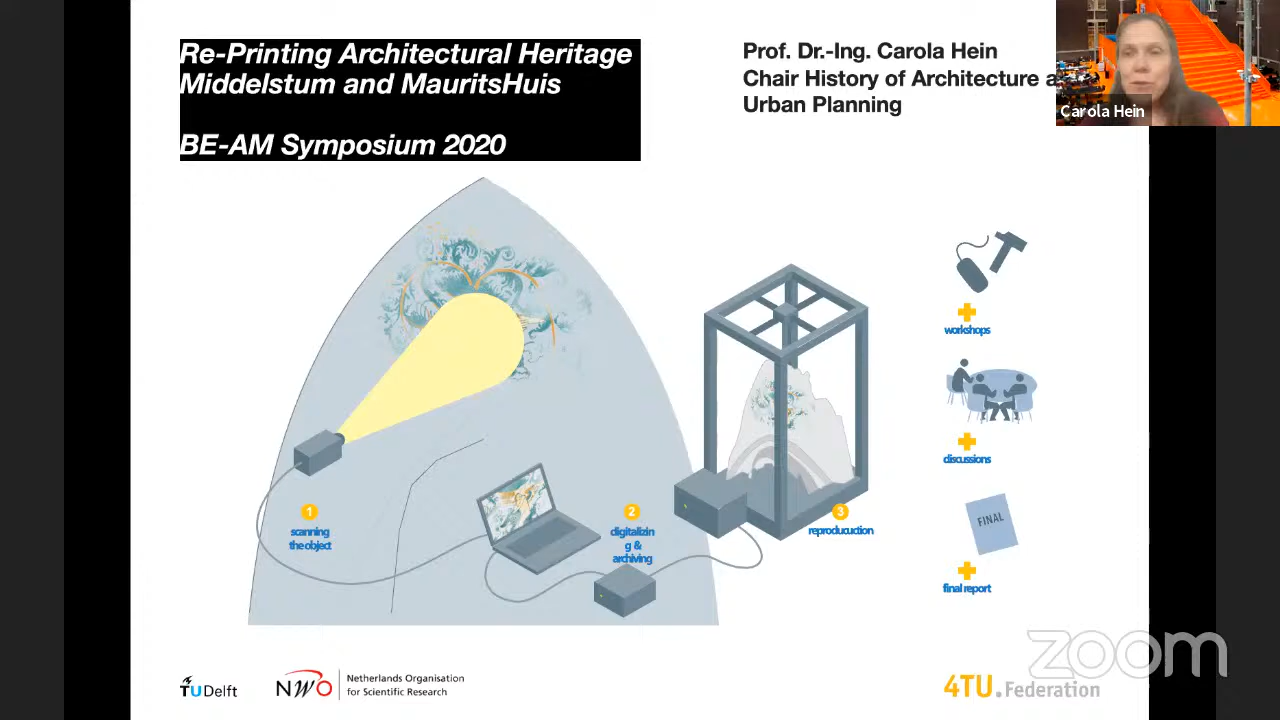 Re-Printing Architectural Heritage
Middelstum and MauritsHuis
BE-AM Symposium 2020
Prof. Dr.-Ing. Carola Hein
Chair History of Architecture a
Urban Planning
Carola Hein
workshops
discussions
FINAL
final report
1
scanning
the object
2
digitalizin
g &
archiving
3
reproducuction
TUDelft
NWO
Netherlands Organisation
for Scientific Research
zoom
4TU.Federation